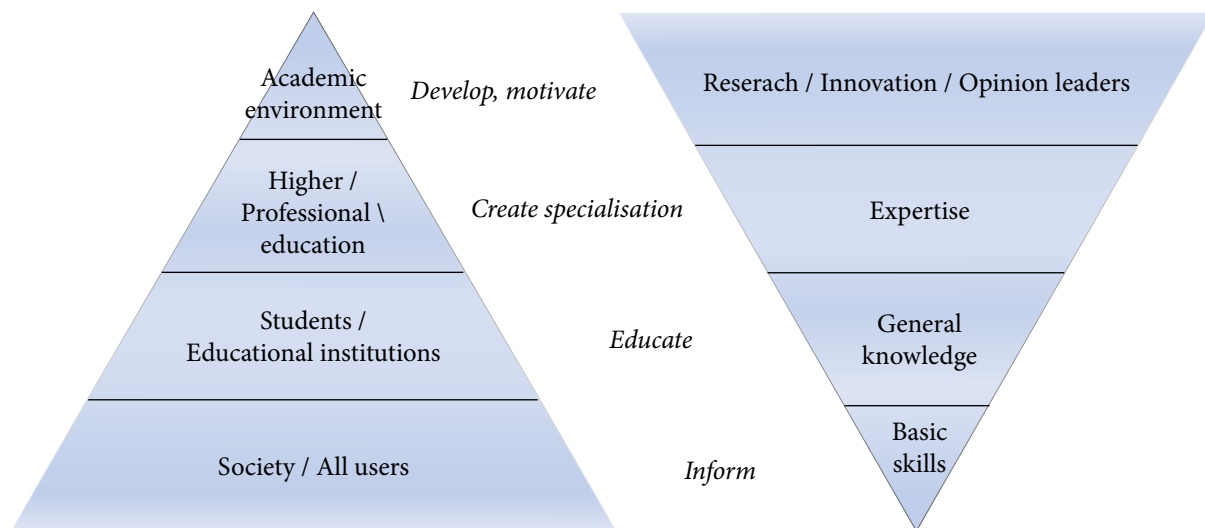 Academic
environment
Develop, motivate
Reserach / Innovation / Opinion leaders
Higher /
Professional \
education
Create specialisation
Expertise
Students /
Educational institutions
Educate
General
knowledge
Society / All users
Inform
Basic
skills